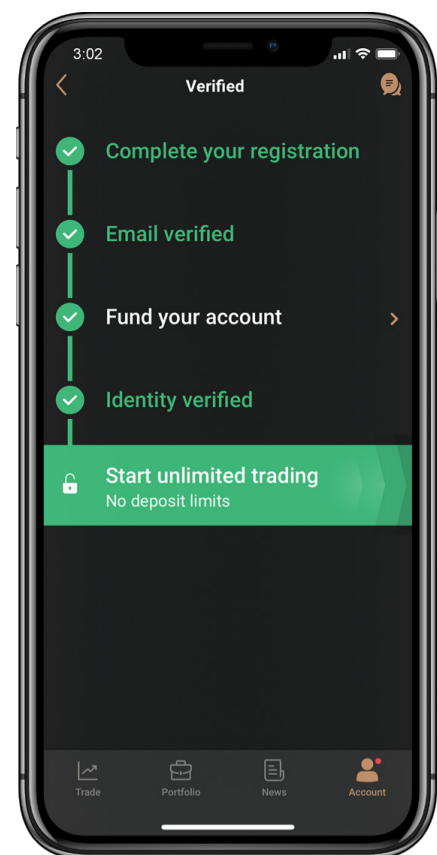 3:02
Verified
Complete your registration
Email verified
Fund your account
Identity verified
Start unlimited trading
No deposit limits
Trade
Portfolio
News
Account